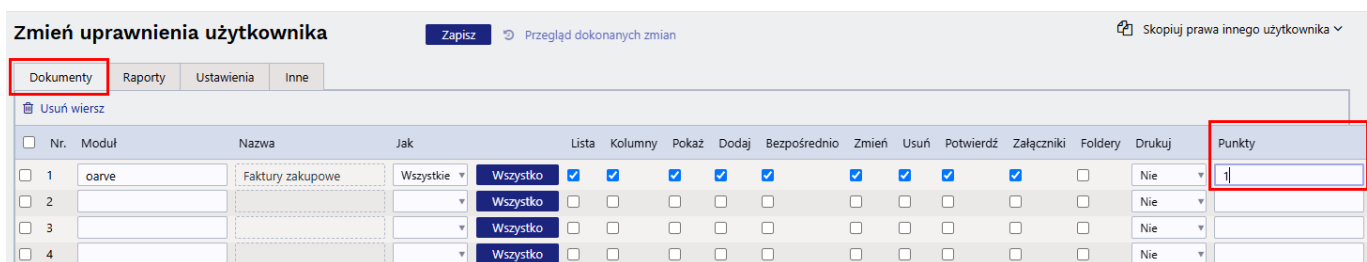 Zmień uprawnienia użytkownika Zapisz Przegląd dokonanych zmian Skopiuj prawa innego użytkownika
Dokumenty Raporty Ustawienia Inne
Usuń wiersz
Nr. Moduł Nazwa Jak Lista Kolumny Pokaż Dodaj Bezpośrednio Zmień Usuń Potwierdź Załączniki Foldery Drukuj Punkty
1 oarve Faktury zakupowe Wszystkie Wszystko Nie 1
2 Wszystko Nie
3 Wszystko Nie
4 Wszystko Nie